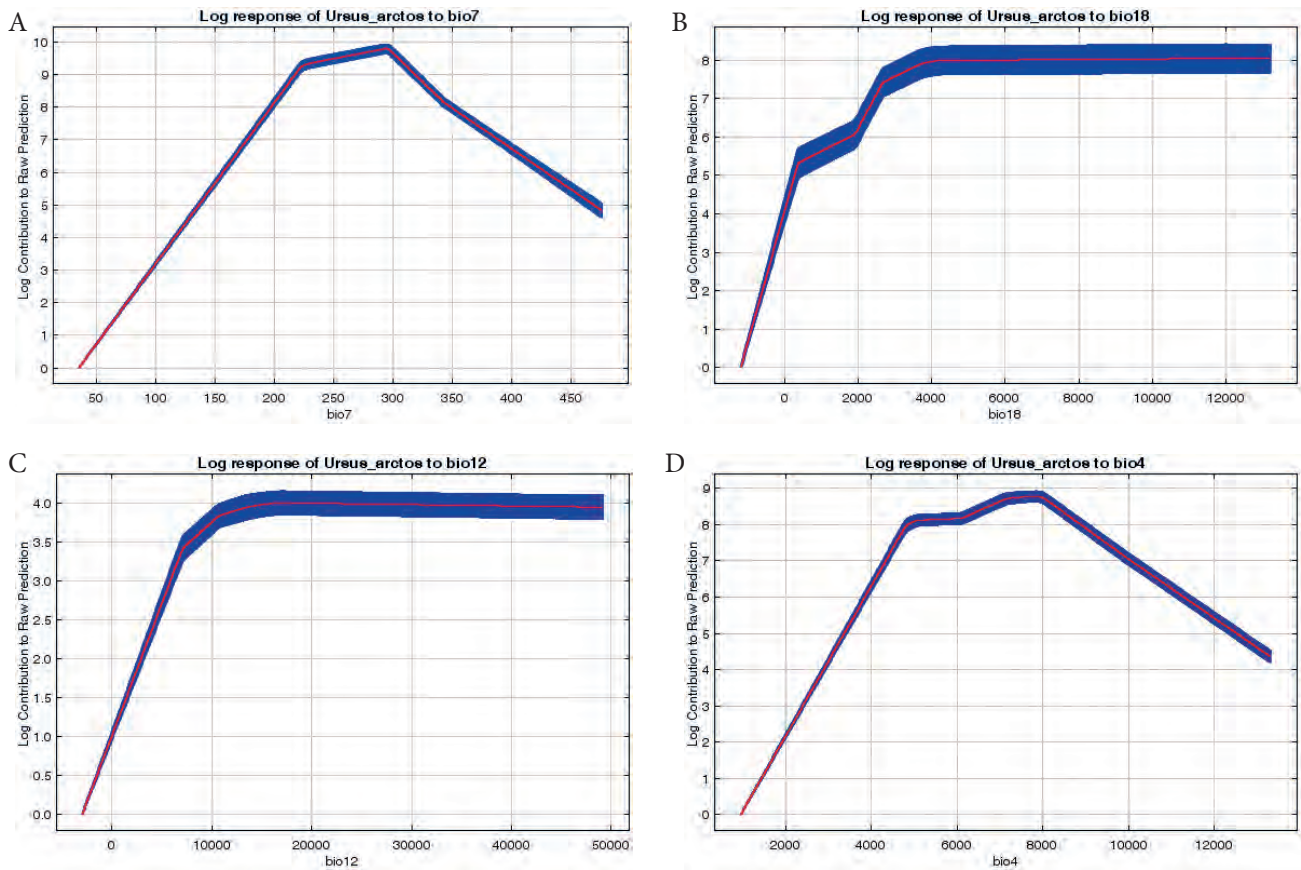 A
Log response of Ursus_arctos to bio7
Log Contribution to Raw Prediction
10
9
8
7
6
5
4
3
2
1
0
50 100 150 200 250 300 350 400 450
bio7
B
Log response of Ursus_arctos to bio18
Log Contribution to Raw Prediction
8
7
6
5
4
3
2
1
0
0 2000 4000 6000 8000 10000 12000
bio18
C
Log response of Ursus_arctos to bio12
Log Contribution to Raw Prediction
4.0
3.5
3.0
2.5
2.0
1.5
1.0
0.5
0.0
0 10000 20000 30000 40000 50000
bio12
D
Log response of Ursus_arctos to bio4
Log Contribution to Raw Prediction
9
8
7
6
5
4
3
2
1
0
2000 4000 6000 8000 10000 12000
bio4